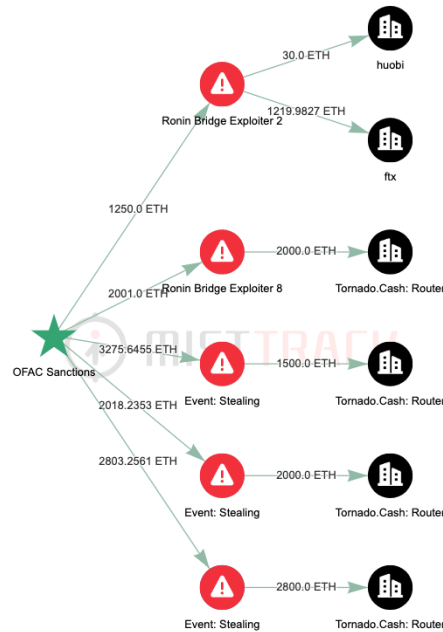 30.0 ETH
huobi
Ronin Bridge Exploiter 2
1219.9827 ETH
ftx
1250.0 ETH
2000.0 ETH
Ronin Bridge Exploiter 8
Tornado.Cash: Router
2001.0 ETH
MISTTRACK
OFAC Sanctions
3275.6455 ETH
1500.0 ETH
Event: Stealing
Tornado.Cash: Router
2018.2353 ETH
2000.0 ETH
Event: Stealing
Tornado.Cash: Router
2803.2561 ETH
2800.0 ETH
Event: Stealing
Tornado.Cash: Router